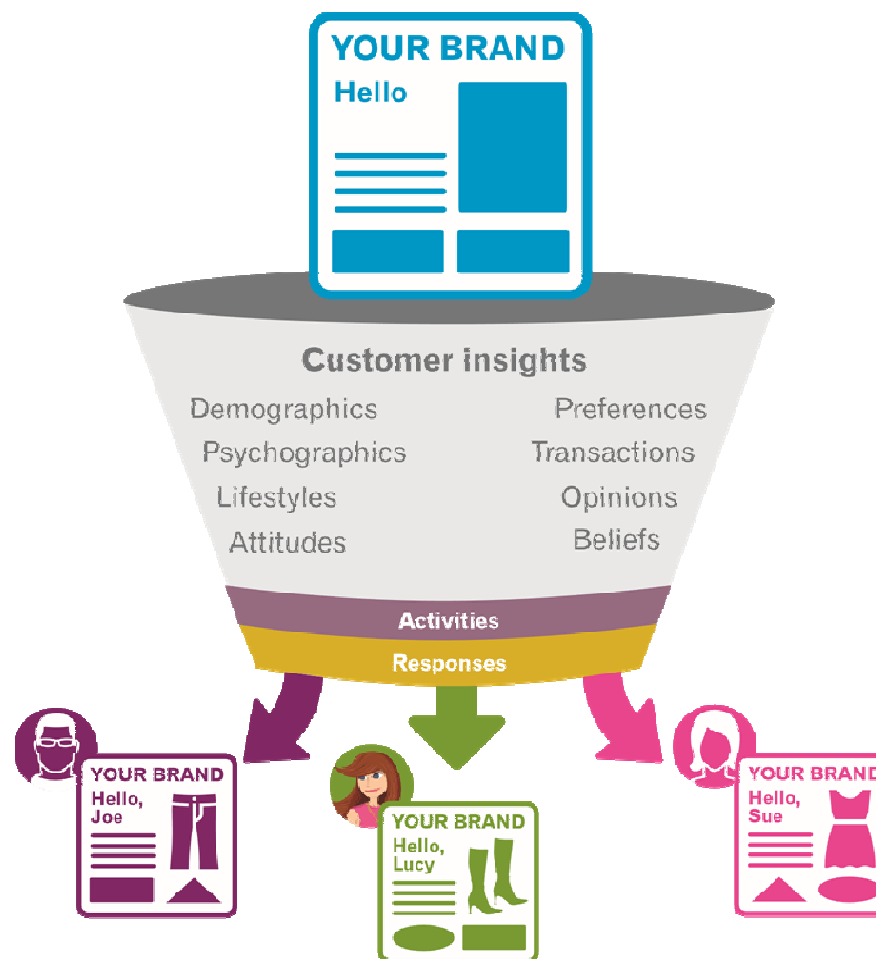 YOUR BRAND
Hello
Customer insights
Demographics
Preferences
Psychographics
Transactions
Lifestyles
Opinions
Attitudes
Beliefs
Activities
Responses
YOUR BRAND
Hello,
Joe
YOUR BRAND
Hello,
Lucy
YOUR BRAND
Hello,
Sue